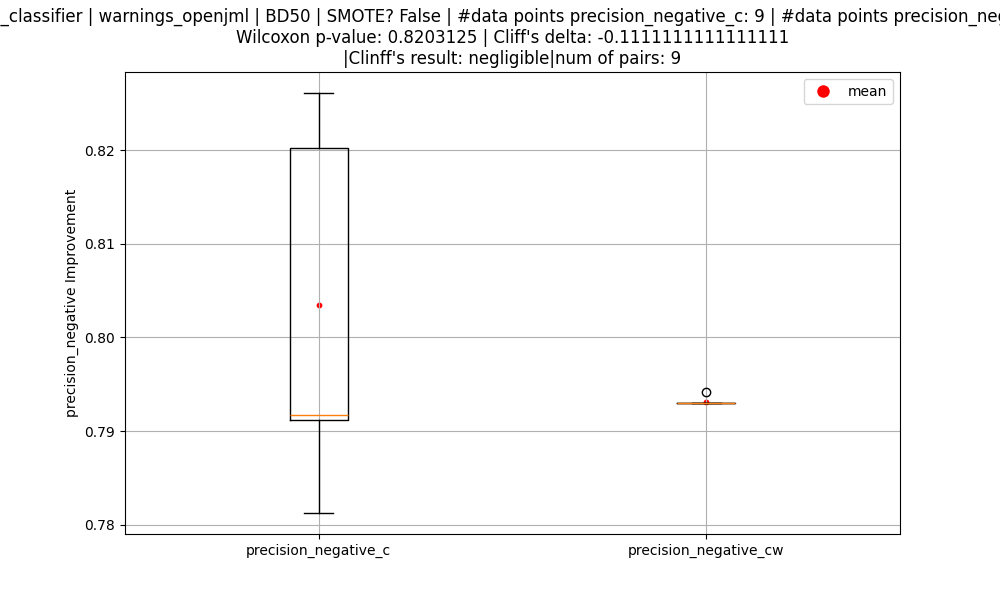 _classifier | warnings_openjml | BD50 | SMOTE? False | #data points precision_negative_c: 9 | #data points
Wilcoxon p-value: 0.8203125 | Cliff's delta: -0.1111111111111111
|Clinff's result: negligible|num of pairs: 9
mean
0.82
0.81
0.80
0.79
0.78
precision_negative Improvement
precision_negative_c
precision_negative_cw